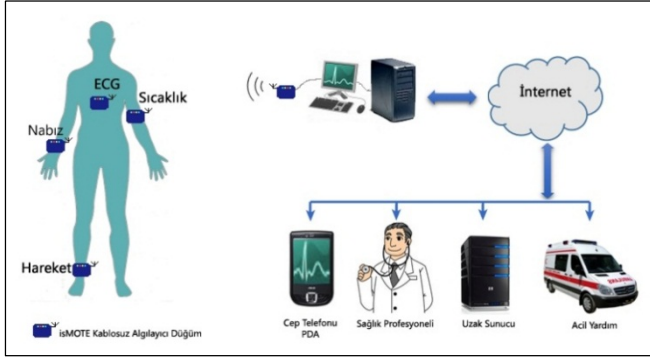 ECG
Sıcaklık
Nabız
Hareket
isMOTE Kablosuz Algılayıcı Düğüm
İnternet
Cep Telefonu
PDA
Sağlık Profesyoneli
Uzak Sunucu
Acil Yardım